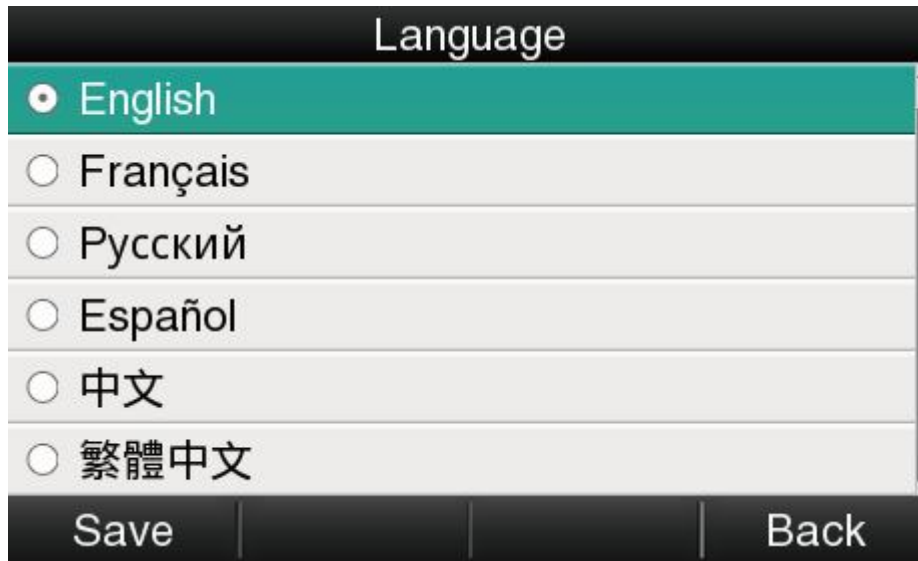 Language
English
Français
Русский
Español
中文
繁體中文
Save
Back